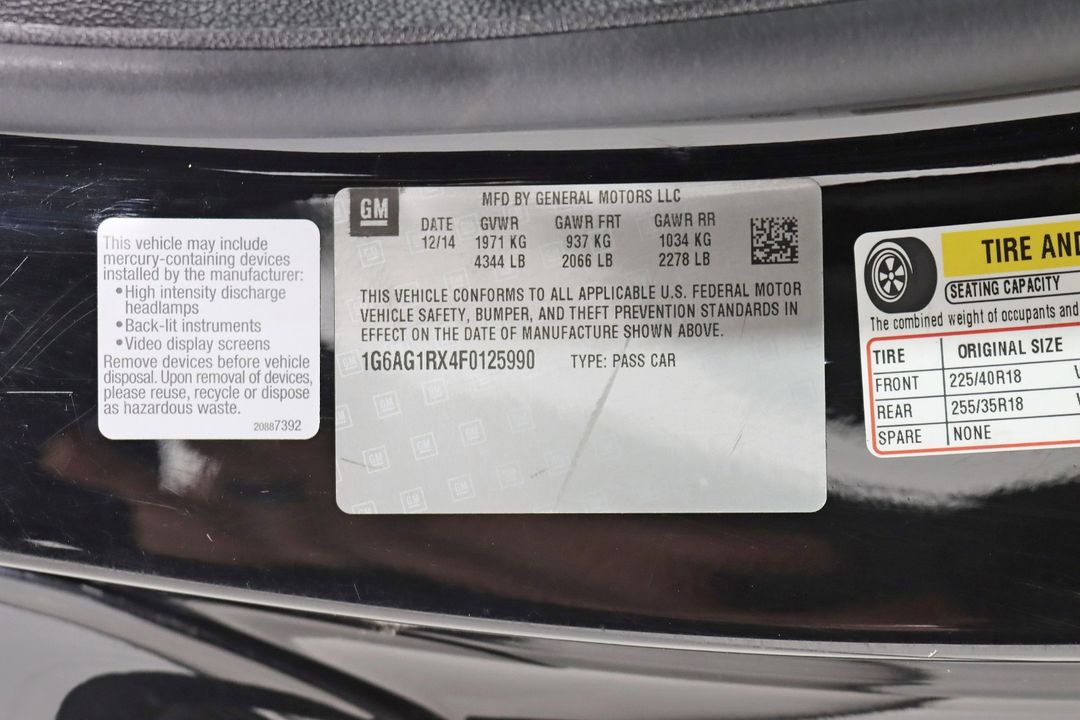 This vehicle may include
mercury-containing devices
installed by the manufacturer:
• High intensity discharge
headlamps
• Back-lit instruments
• Video display screens
Remove devices before vehicle
disposal. Upon removal of devices,
please reuse, recycle or dispose
as hazardous waste.
20887392
GM
MFD BY GENERAL MOTORS LLC
DATE GVWR GAWR FRT GAWR RR
12/14 1971 KG 937 KG 1034 KG
4344 LB 2066 LB 2278 LB
THIS VEHICLE CONFORMS TO ALL APPLICABLE U.S. FEDERAL MOTOR
VEHICLE SAFETY, BUMPER, AND THEFT PREVENTION STANDARDS IN
EFFECT ON THE DATE OF MANUFACTURE SHOWN ABOVE.
1G6AG1RX4F0125990 TYPE: PASS CAR
TIRE AND
SEATING CAPACITY
The combined weight of occupants and
TIRE ORIGINAL SIZE
FRONT 225/40R18
REAR 255/35R18
SPARE NONE